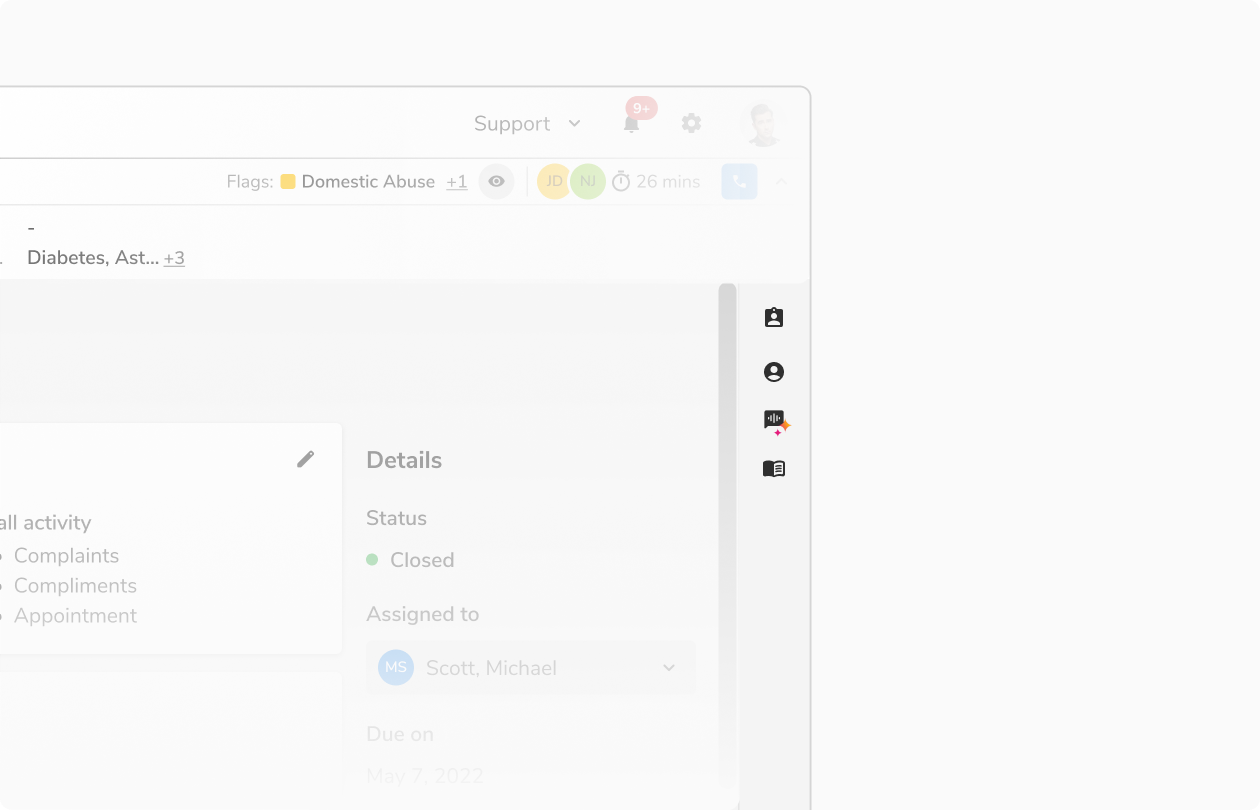 Support
9+
Flags: Domestic Abuse +1
JD NJ 26 mins
-
Diabetes, Ast... +3
all activity
Complaints
Compliments
Appointment
Details
Status
Closed
Assigned to
MS Scott, Michael
Due on
May 7, 2022